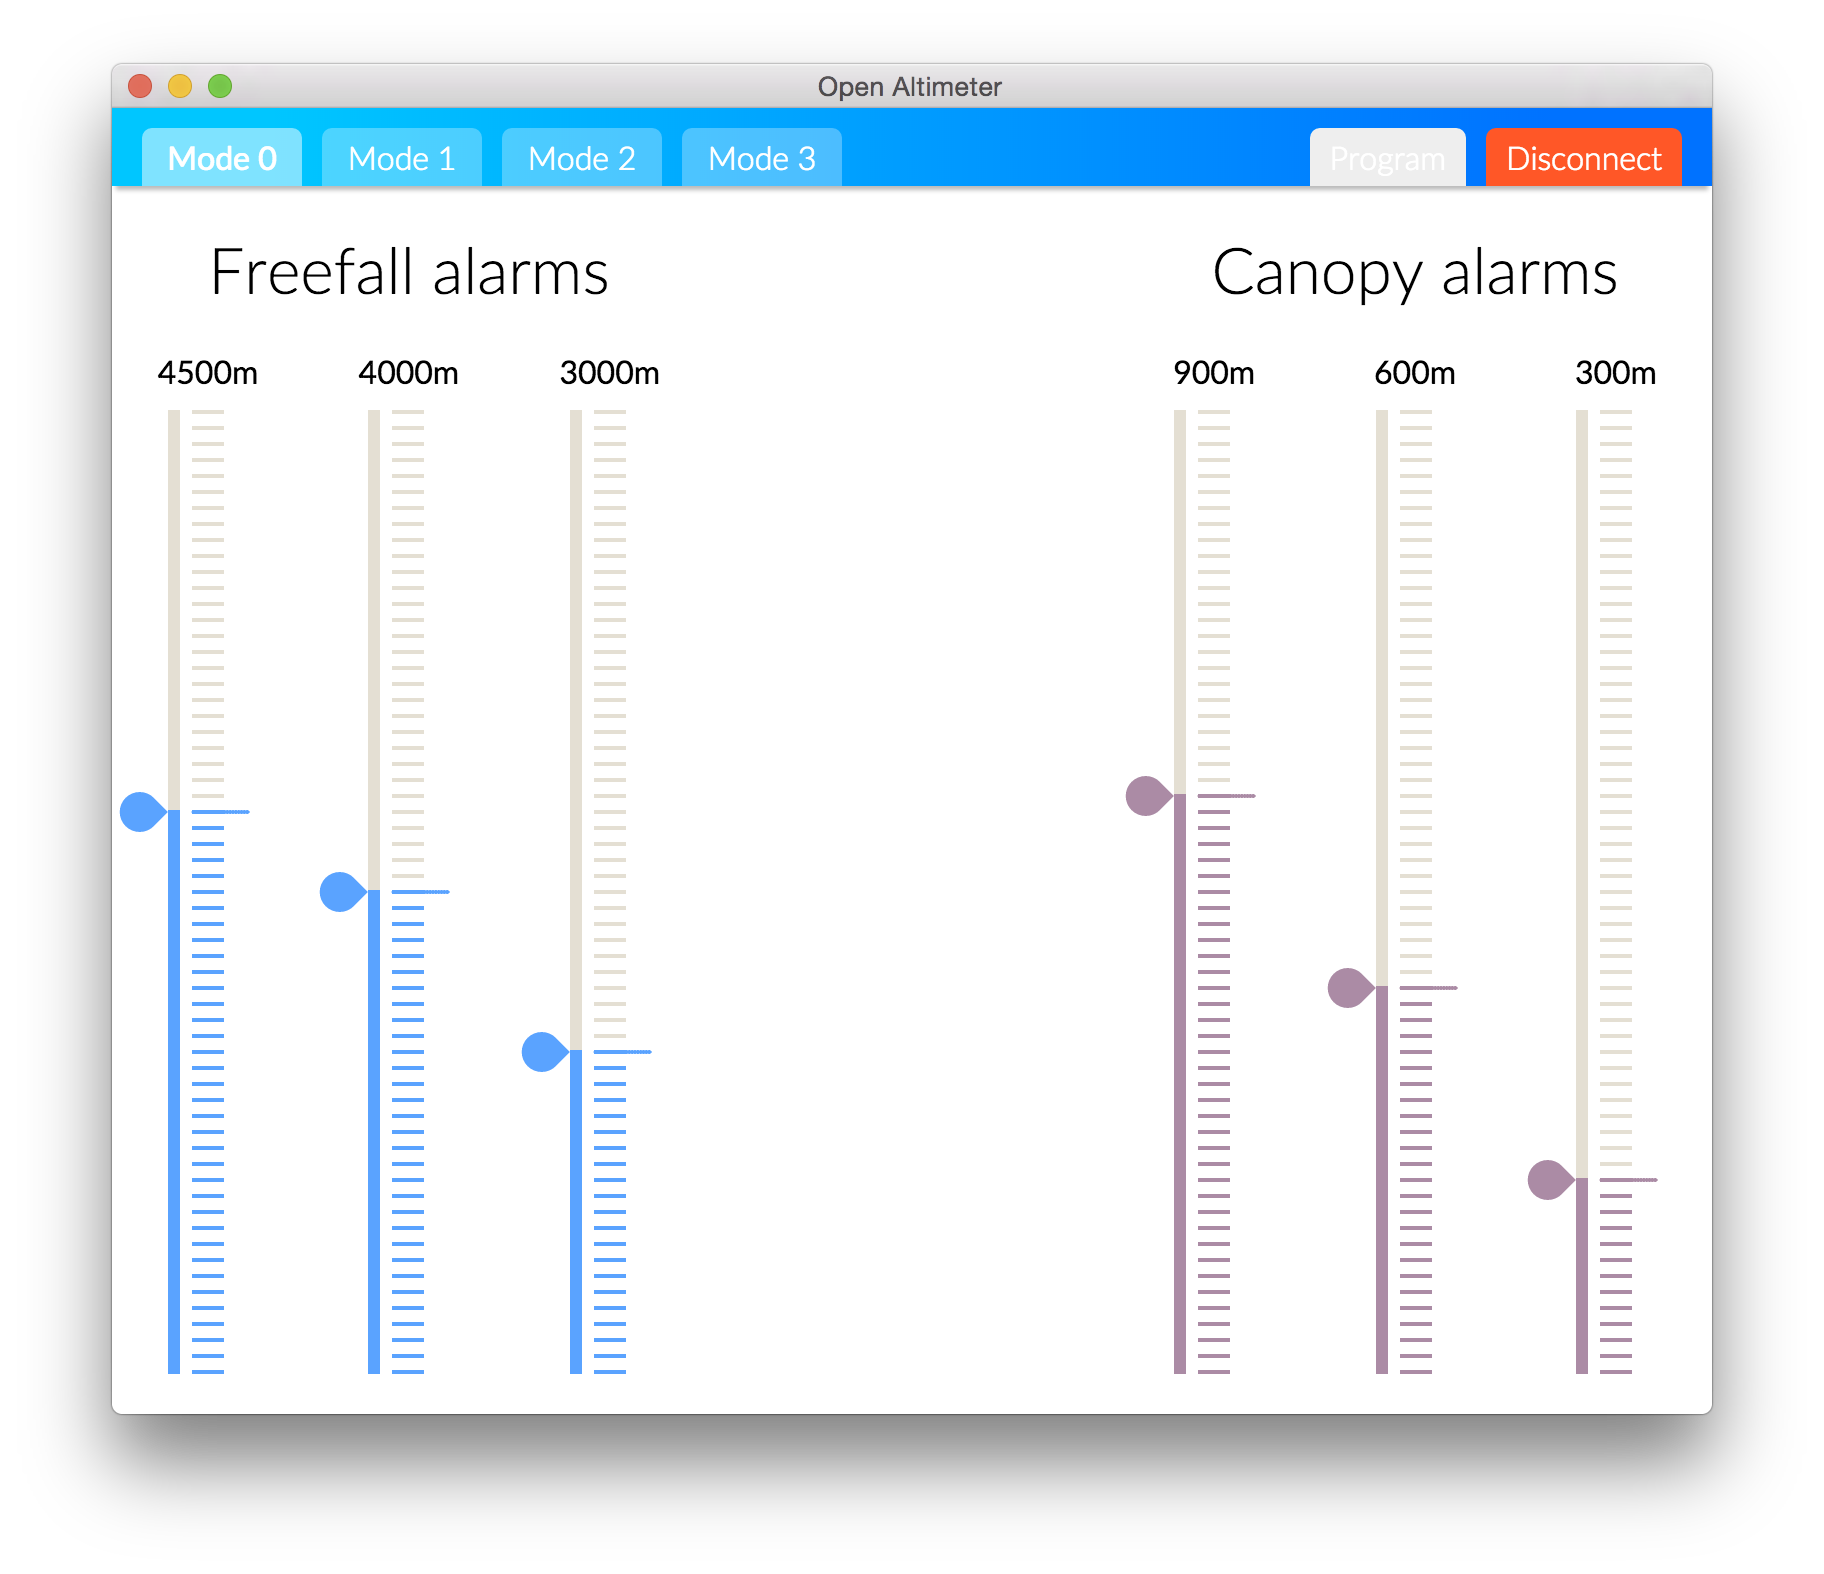 Open Altimeter
Mode 0 Mode 1 Mode 2 Mode 3 Program Disconnect
Freefall alarms Canopy alarms
4500m 4000m 3000m 900m 600m 300m